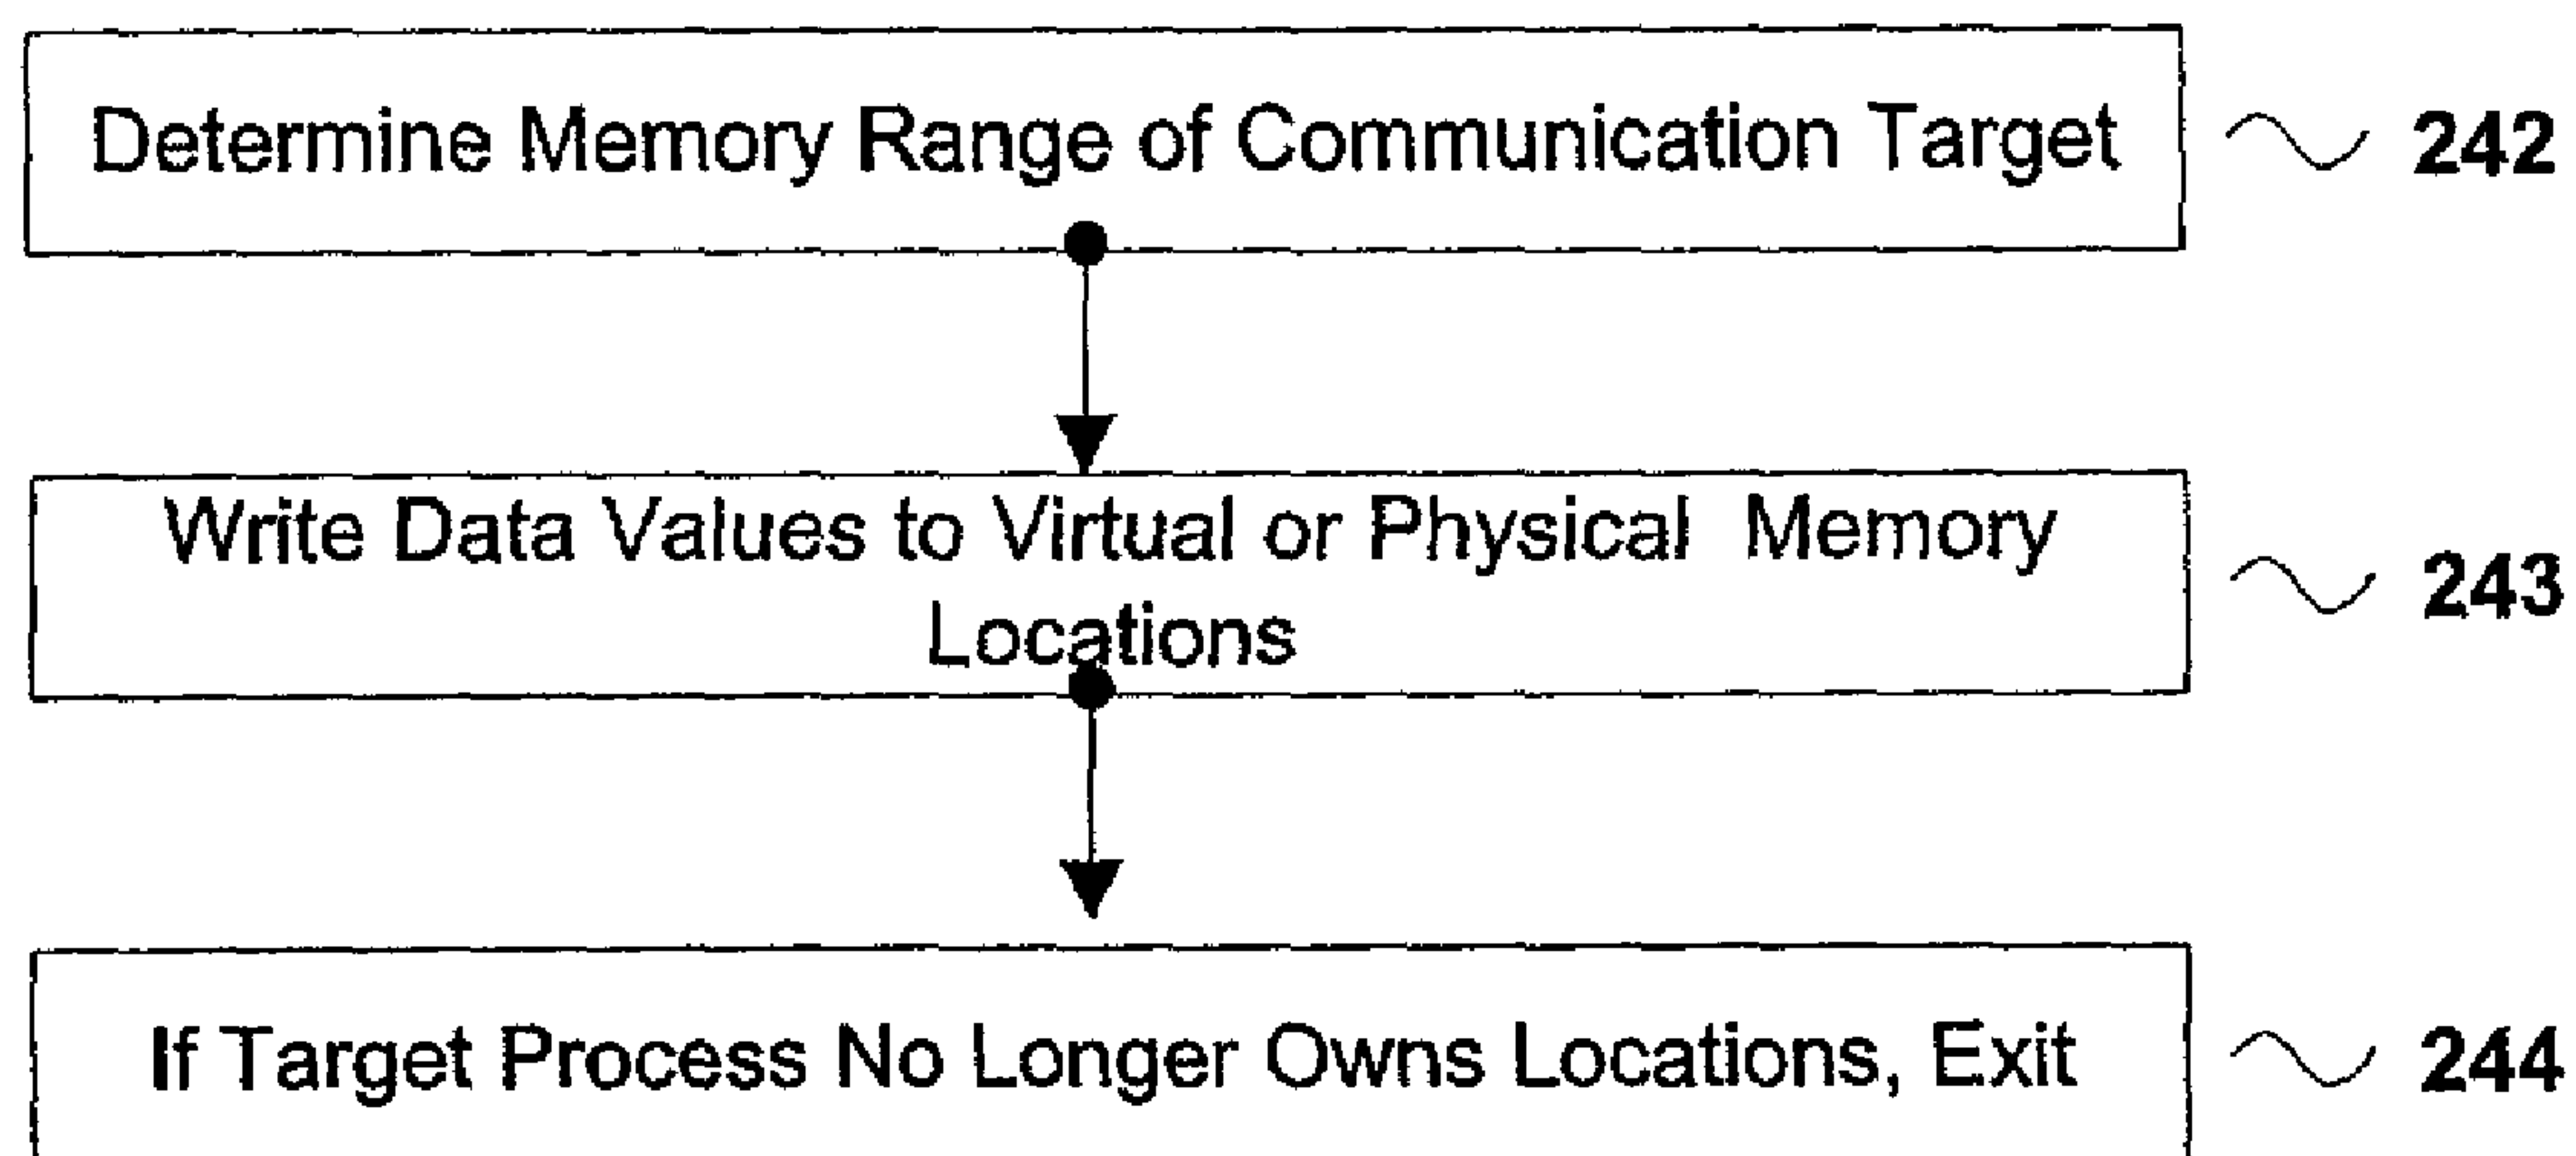 Determine Memory Range of Communication Target
242
Write Data Values to Virtual or Physical Memory
Locations
243
If Target Process No Longer Owns Locations, Exit
244